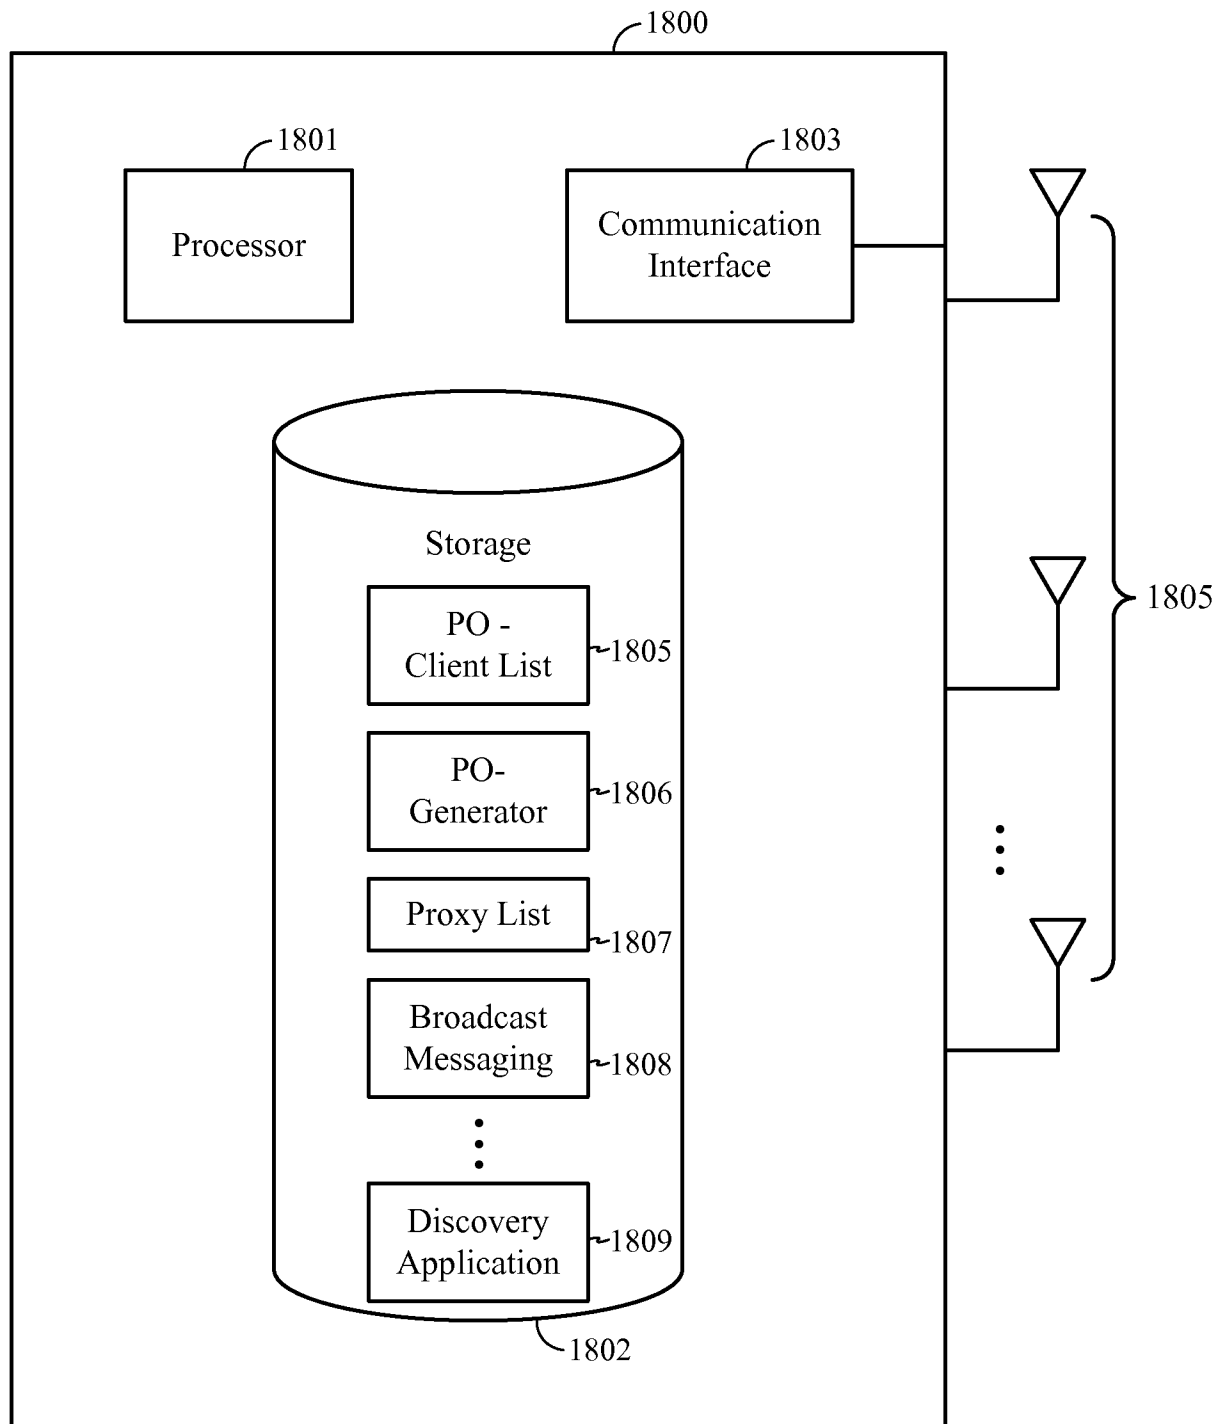 1800
1801
1803
Processor
Communication
Interface
Storage
PO -
Client List
1805
1805
PO-
Generator
1806
Proxy List
1807
Broadcast
Messaging
1808
Discovery
Application
1809
1802